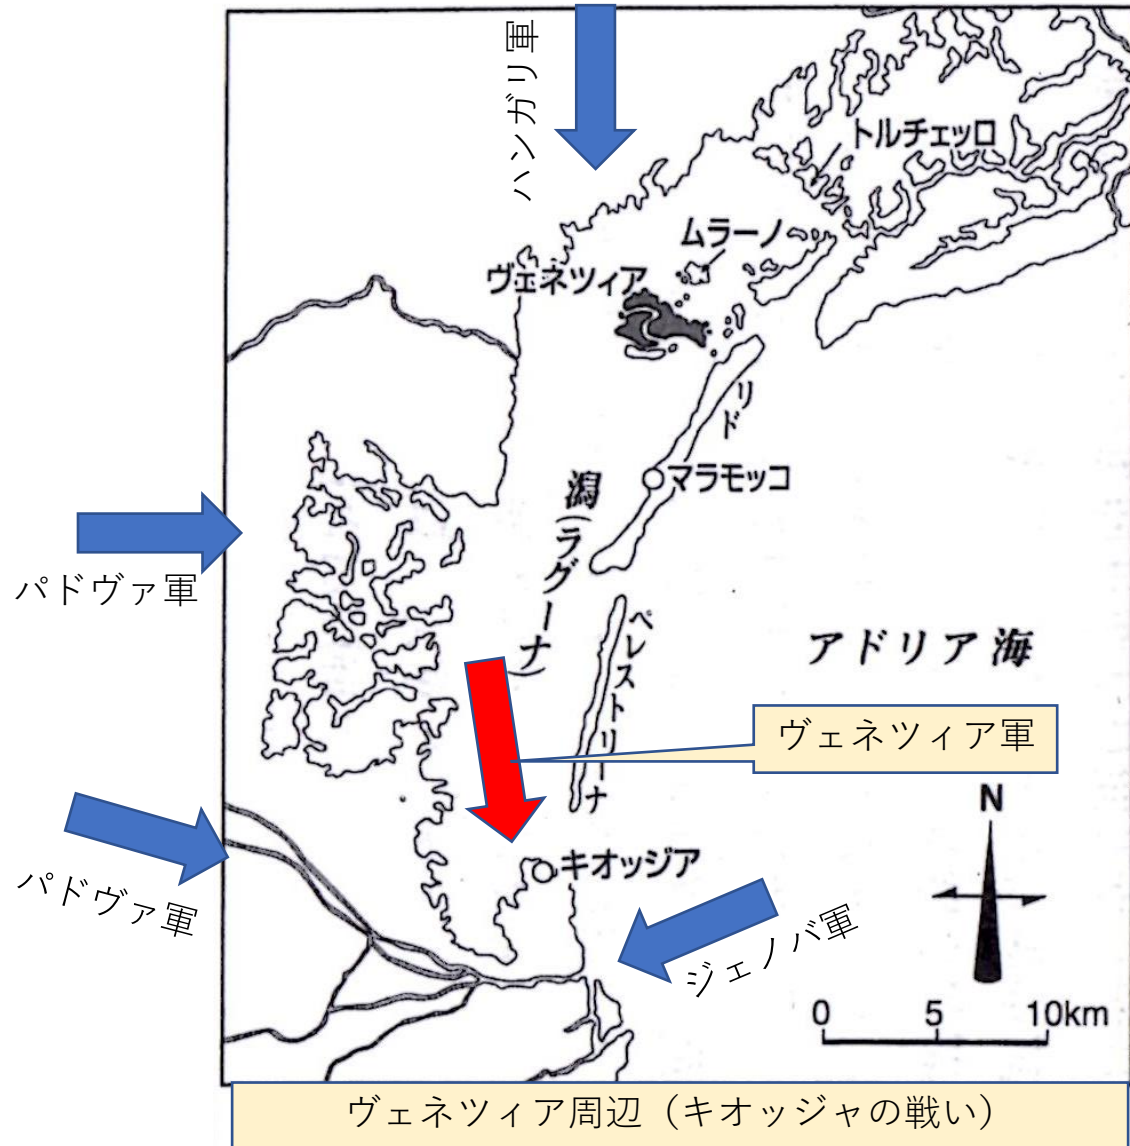 ハンガリ軍
トルチェッロ
ムラーノ
ヴェネツィア
リド
マラモッコ
潟(ラグーナ)
パドヴァ軍
ペレストリーナ
アドリア海
ヴェネツィア軍
N
キオッジア
パドヴァ軍
ジェノバ軍
0 5 10km
ヴェネツィア周辺（キオッジャの戦い）